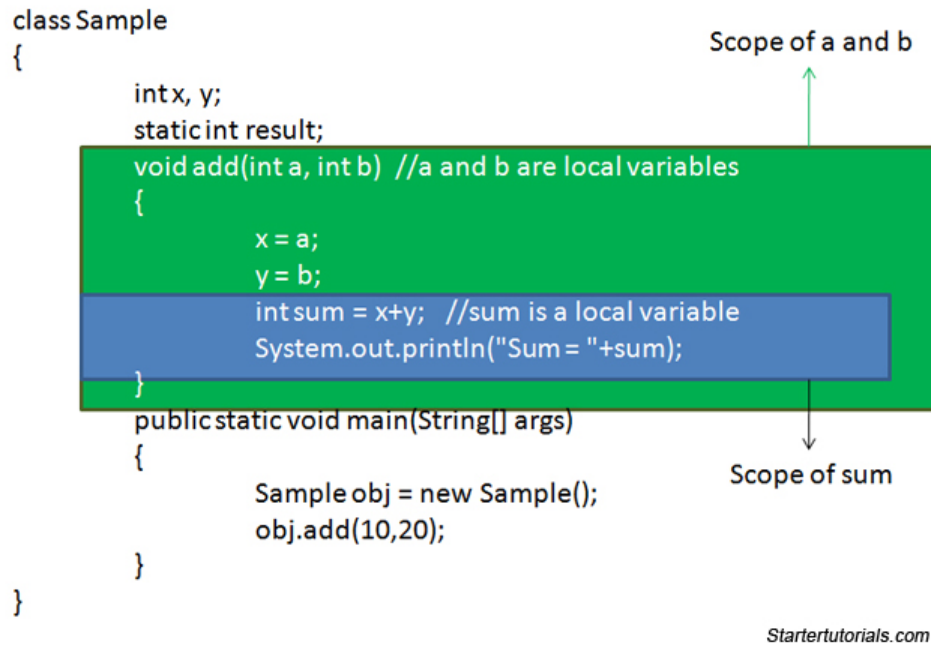 class Sample
Scope of a and b
{
int x, y;
static int result;
void add(int a, int b) //a and b are local variables
{
x = a;
y = b;
int sum = x+y; //sum is a local variable
System.out.println("Sum = "+sum);
}
public static void main(String[] args)
{
Scope of sum
Sample obj = new Sample();
obj.add(10,20);
}
}
Startertutorials.com